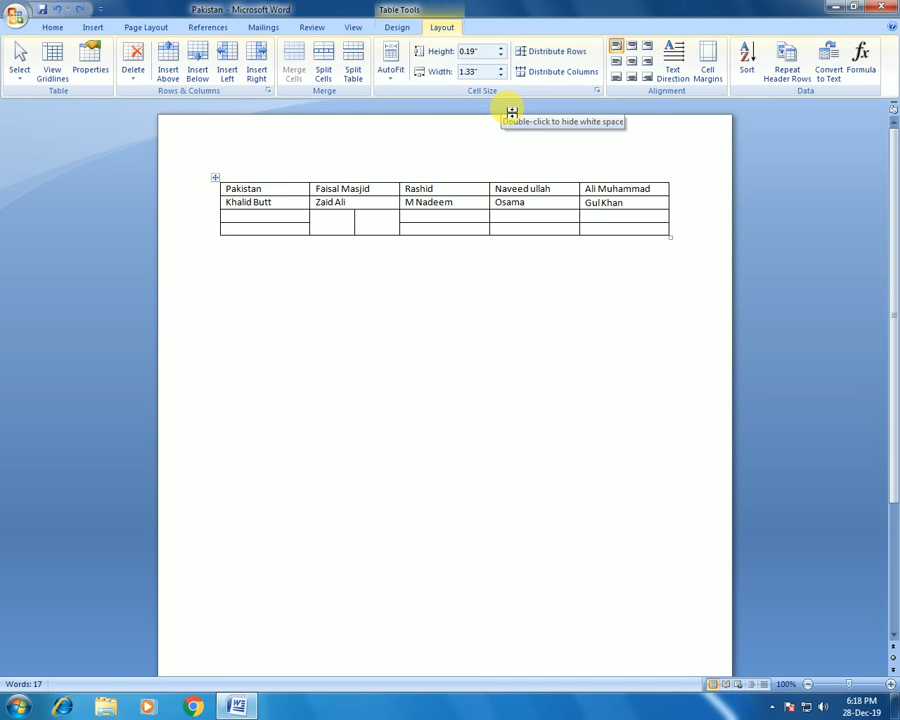 Pakistan - Microsoft Word
Table Tools
Home Insert Page Layout References Mailings Review View Design Layout
Select
View Gridlines
Properties
Delete
Insert Above
Insert Below
Insert Left
Insert Right
Merge Cells
Split Cells
Split Table
AutoFit
Height: 0.19"
Width: 1.33"
Distribute Rows
Distribute Columns
Text Direction
Cell Margins
Sort
Repeat Header Rows
Convert to Text
Formula
Table
Rows & Columns
Merge
Cell Size
Alignment
Data
Double-click to hide white space
Pakistan Faisal Masjid Rashid Naveed ullah Ali Muhammad
Khalid Butt Zaid Ali M Nadeem Osama Gul Khan
Words: 17
100%
6:18 PM
28-Dec-19